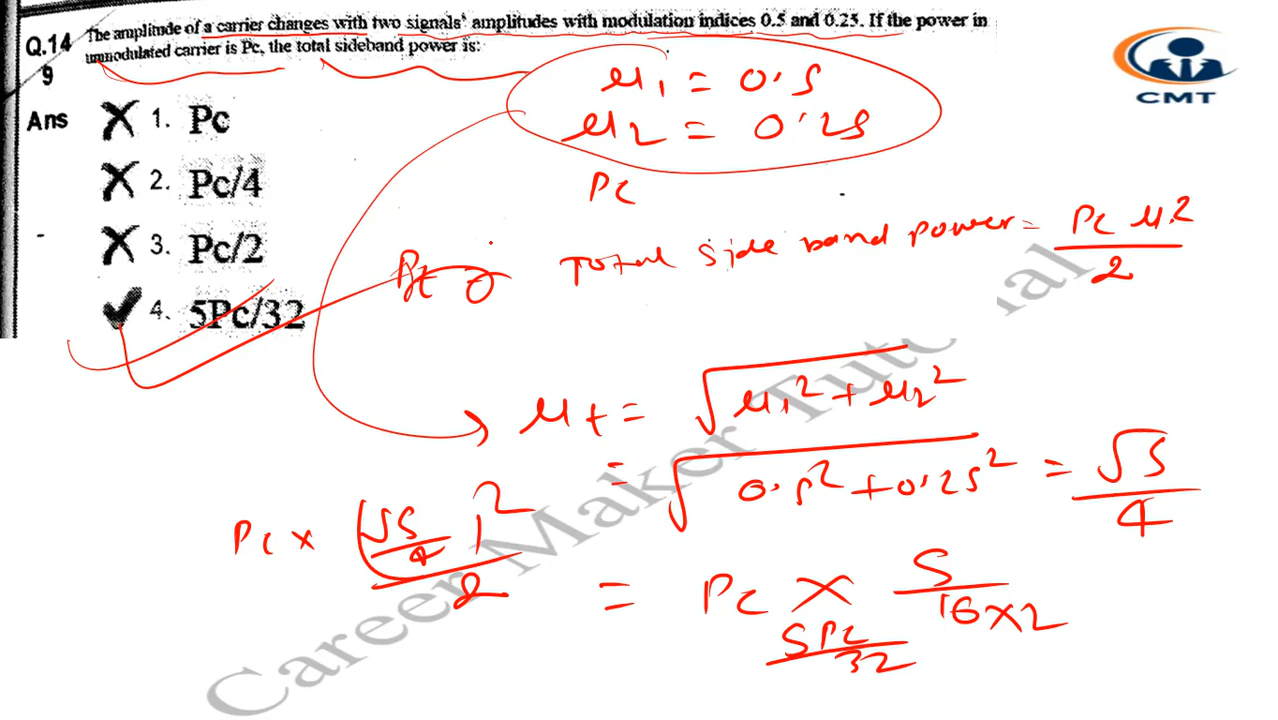 Q.14 The amplitude of a carrier changes with two signals' amplitudes with modulation indices 0.5 and 0.25. If the power in
9 unmodulated carrier is Pc, the total sideband power is:
CMT
Ans 1. Pc
2. Pc/4
3. Pc/2
4. 5Pc/32
μ1 = 0.5
μ2 = 0.25
Pc
Pt
Total Side band power = Pc μ²/2
μt = √μ1² + μ2²
= √0.5² + 0.25² = √5/4
Pc × (√5/4)²/2 = Pc × 5/16×2
5Pc/32
Career Maker Tutorial